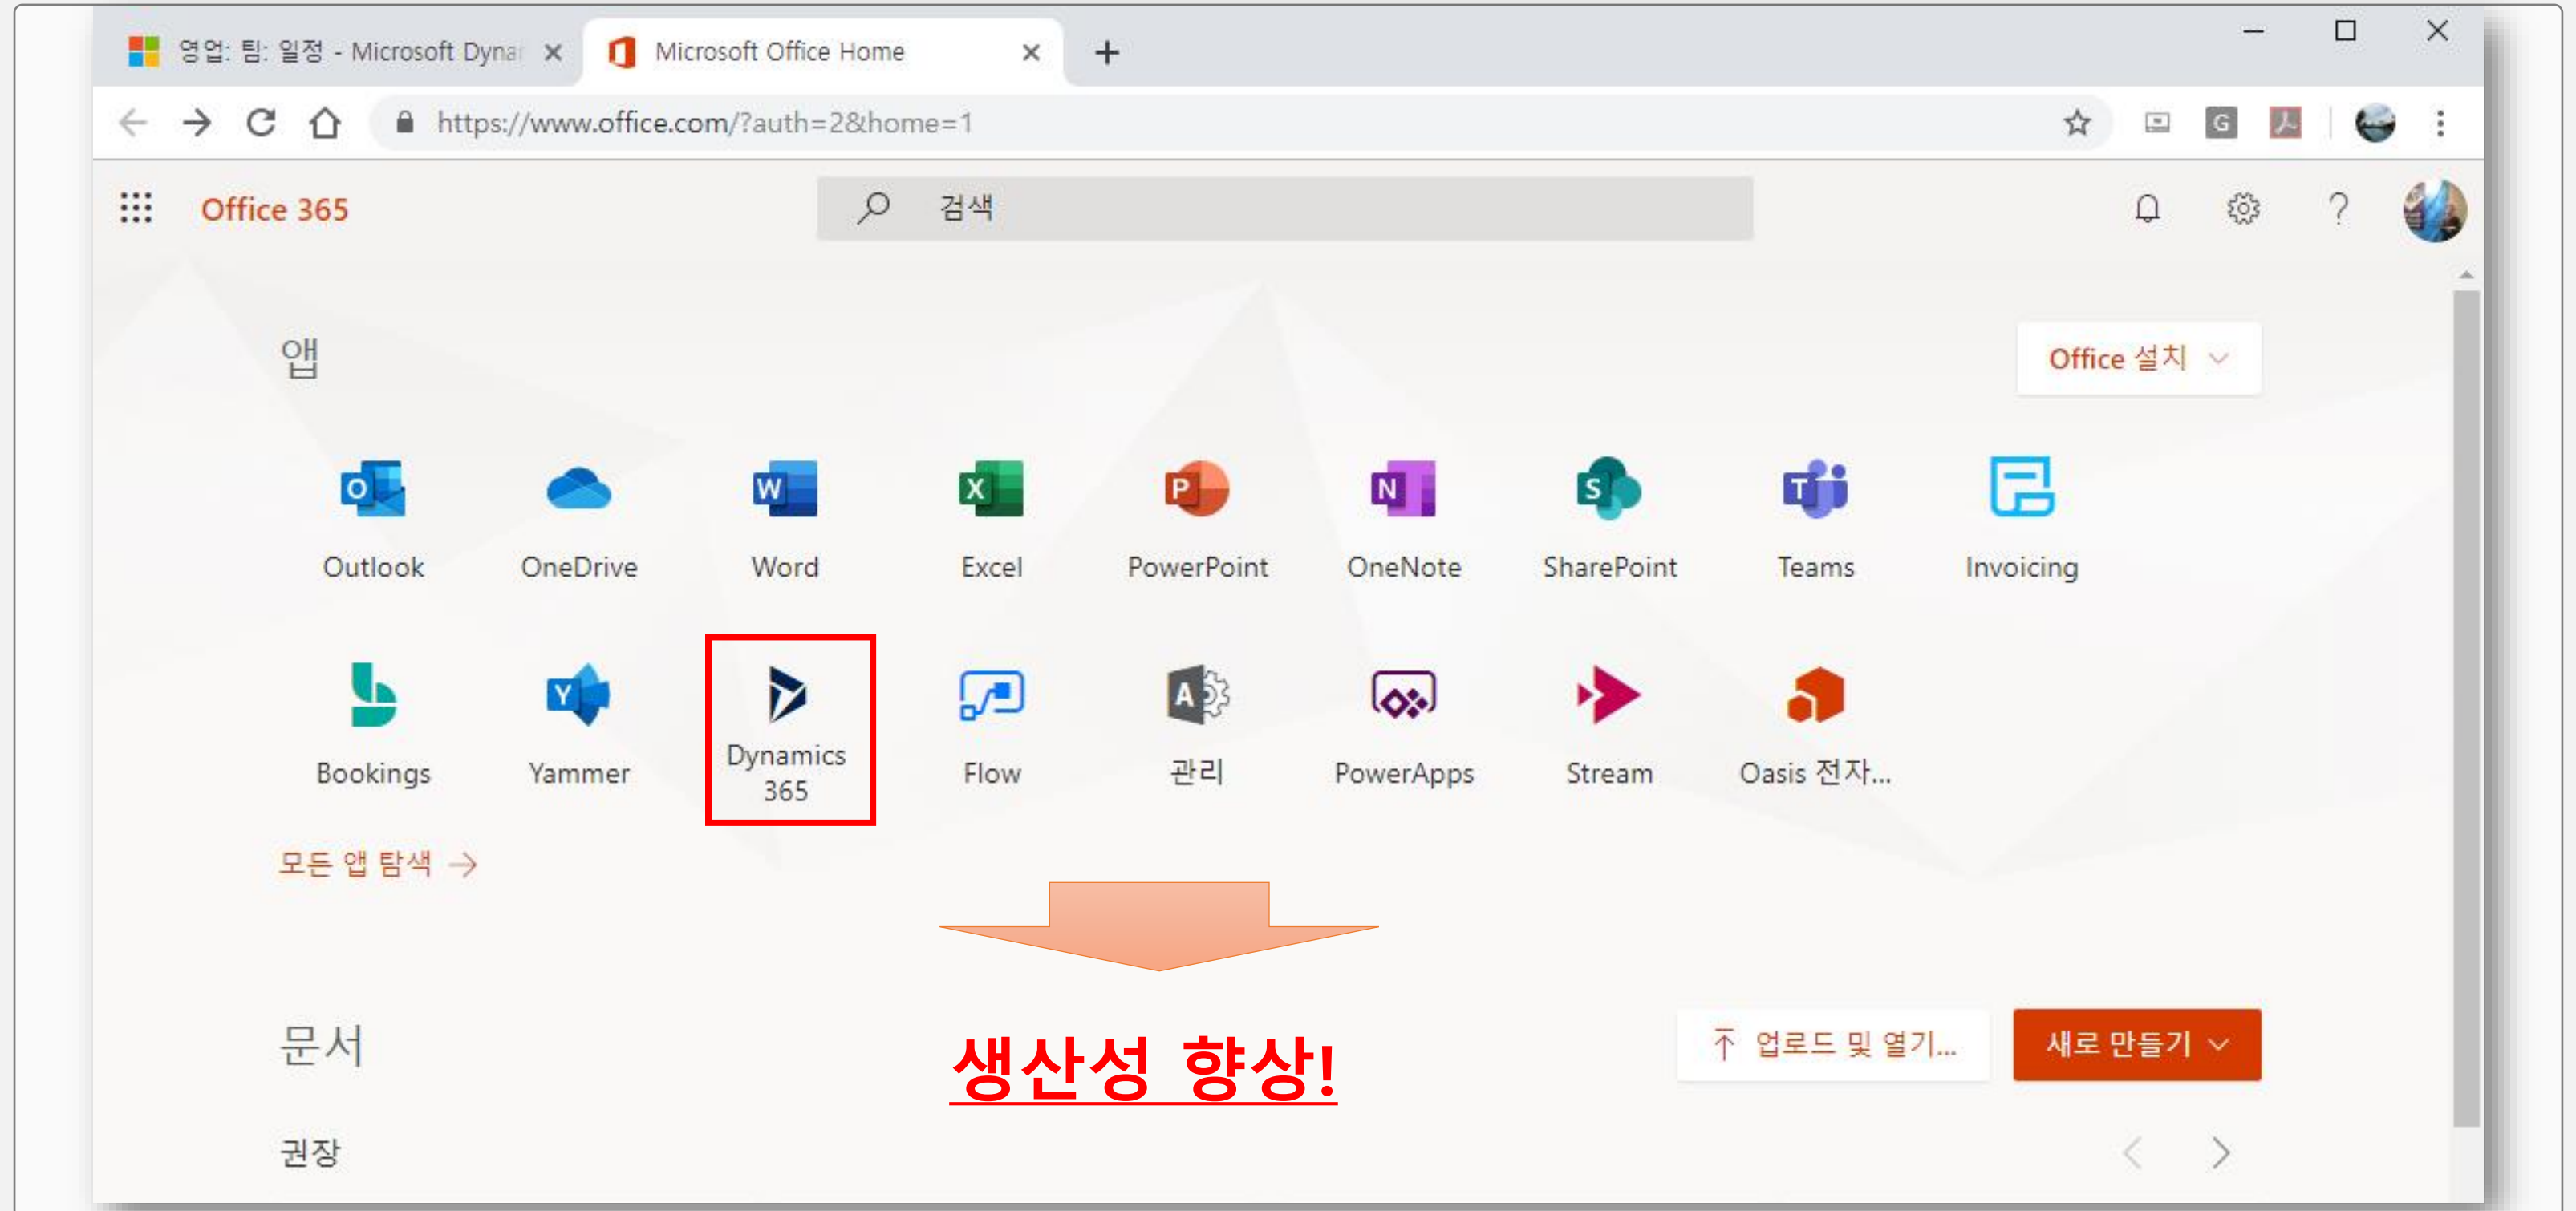 영업: 팀: 일정 - Microsoft Dynar
Microsoft Office Home
https://www.office.com/?auth=2&home=1
G
Office 365
검색
?
앱
Office 설치
Outlook
OneDrive
Word
Excel
PowerPoint
OneNote
SharePoint
Teams
Invoicing
Bookings
Yammer
Dynamics
365
Flow
관리
PowerApps
Stream
Oasis 전자...
모든 앱 탐색 →
문서
생산성 향상!
업로드 및 열기...
새로 만들기
권장